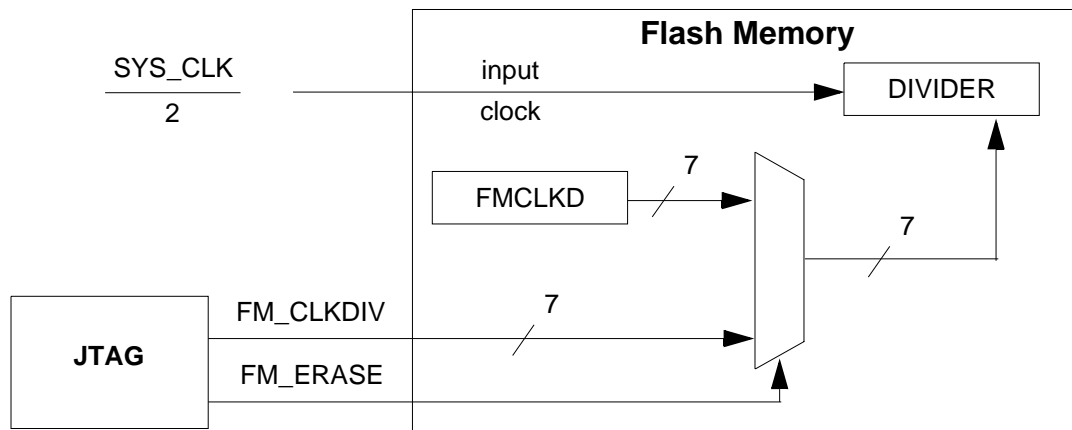 Flash Memory
SYS_CLK
2
input
clock
DIVIDER
FMCLKD
7
7
FM_CLKDIV
7
JTAG
FM_ERASE